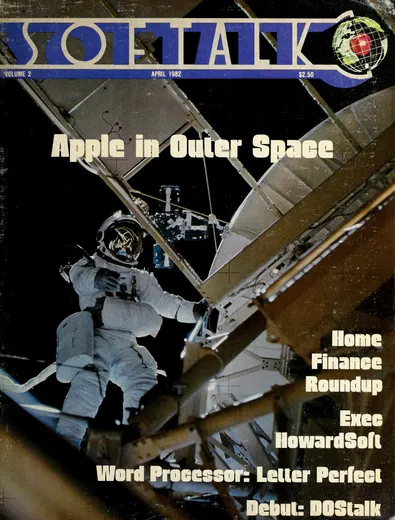 SOFTALK
VOLUME 2 APRIL 1982 $2.50
Apple in Outer Space
Home
Finance
Roundup
Exec
HowardSoft
Word Processor: Letter Perfect
Debut: DOStalk